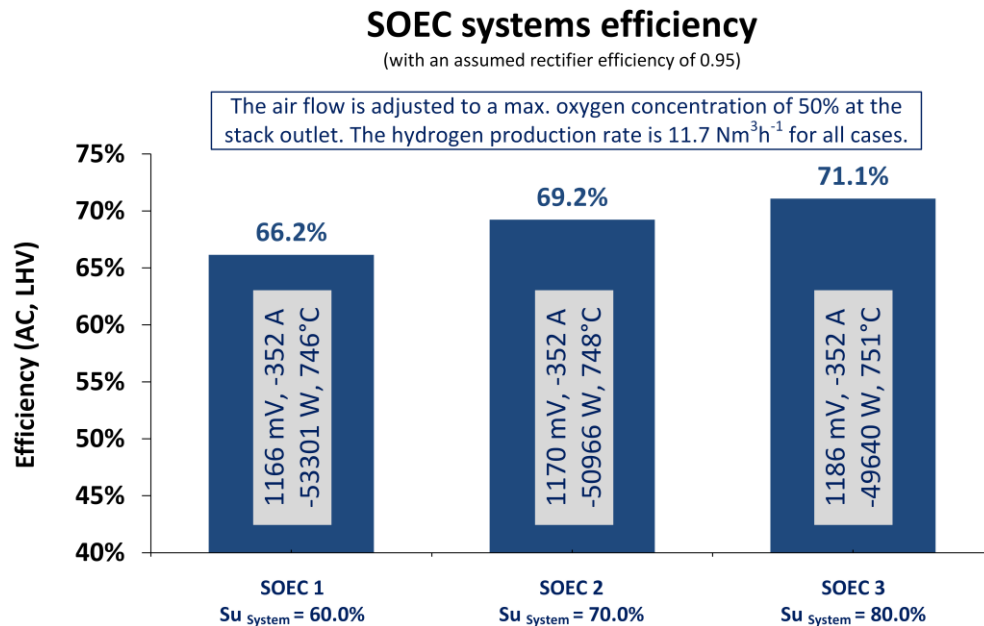 SOEC systems efficiency
(with an assumed rectifier efficiency of 0.95)
The air flow is adjusted to a max. oxygen concentration of 50% at the
stack outlet. The hydrogen production rate is 11.7 Nm³h⁻¹ for all cases.
Efficiency (AC, LHV)
75%
70%
65%
60%
55%
50%
45%
40%
66.2%
69.2%
71.1%
1166 mV, -352 A
-53301 W, 746°C
1170 mV, -352 A
-50966 W, 748°C
1186 mV, -352 A
-49640 W, 751°C
SOEC 1
Su System = 60.0%
SOEC 2
Su System = 70.0%
SOEC 3
Su System = 80.0%